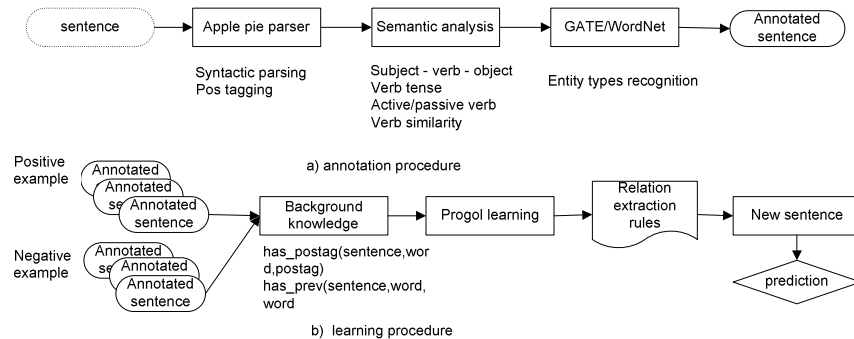 sentence
Apple pie parser
Semantic analysis
GATE/WordNet
Annotated
sentence
Syntactic parsing
Pos tagging
Subject - verb - object
Verb tense
Active/passive verb
Verb similarity
Entity types recognition
a) annotation procedure
Positive
example
Annotated
Annotated
Annotated
sentence
Negative
example
Annotated
Annotated
Annotated
sentence
Background
knowledge
Progol learning
Relation
extraction
rules
New sentence
has_postag(sentence,wor
d,postag)
has_prev(sentence,word,
word
prediction
b) learning procedure